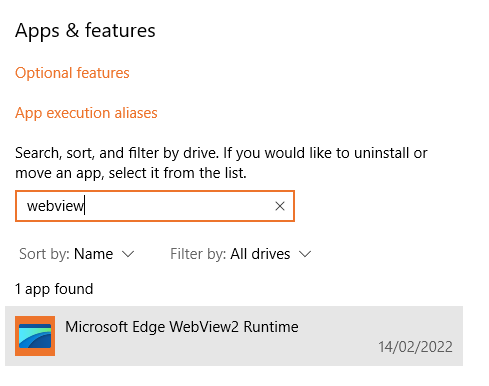 Apps & features
Optional features
App execution aliases
Search, sort, and filter by drive. If you would like to uninstall or
move an app, select it from the list.
webview
Sort by: Name
Filter by: All drives
1 app found
Microsoft Edge WebView2 Runtime
14/02/2022